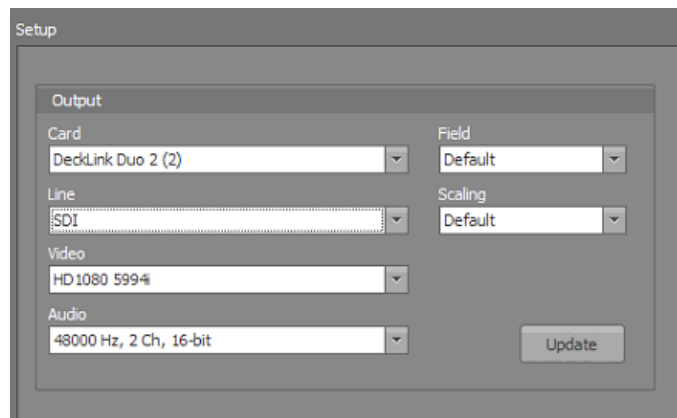 Setup
Output
Card
DeckLink Duo 2 (2)
Line
SDI
Video
HD1080 5994i
Audio
48000 Hz, 2 Ch, 16-bit
Field
Default
Scaling
Default
Update